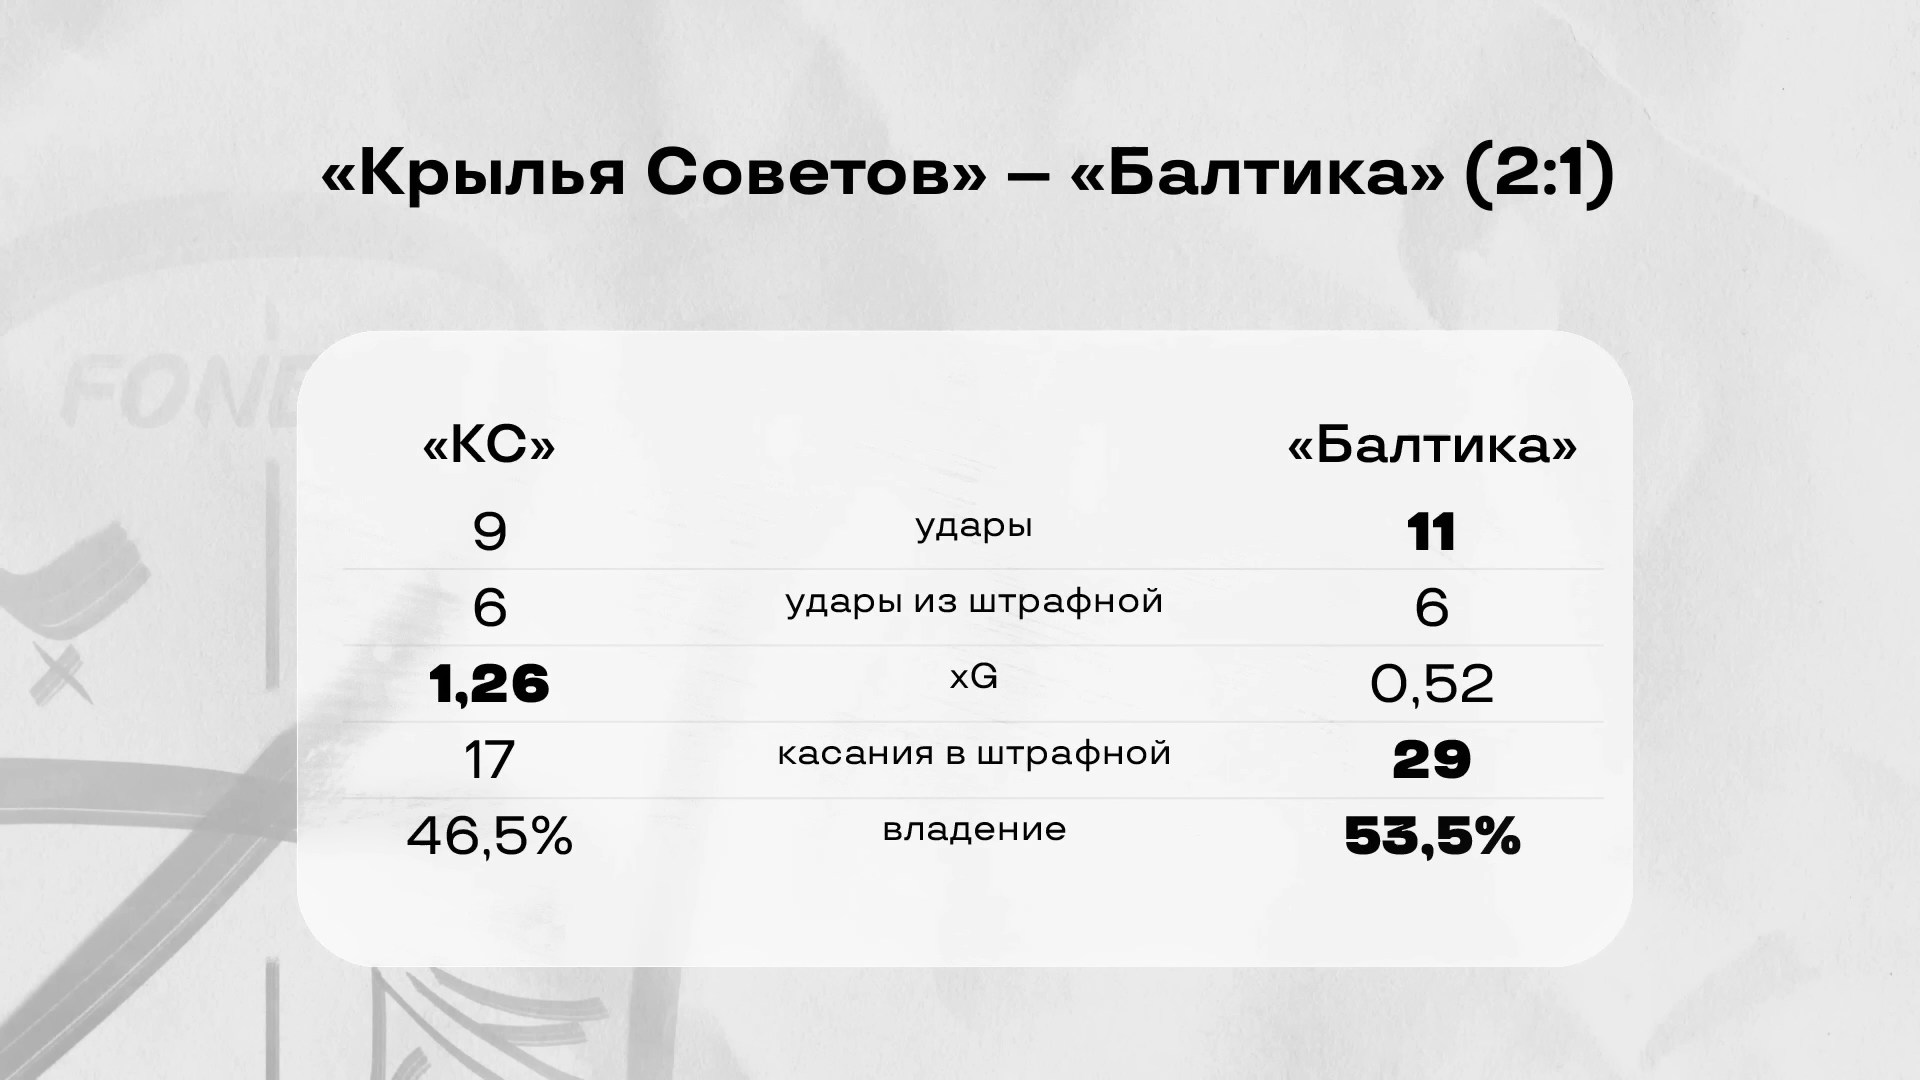 «Крылья Советов» – «Балтика» (2:1)
FOND
«КС» «Балтика»
9 удары 11
6 удары из штрафной 6
1,26 xG 0,52
17 касания в штрафной 29
46,5% владение 53,5%